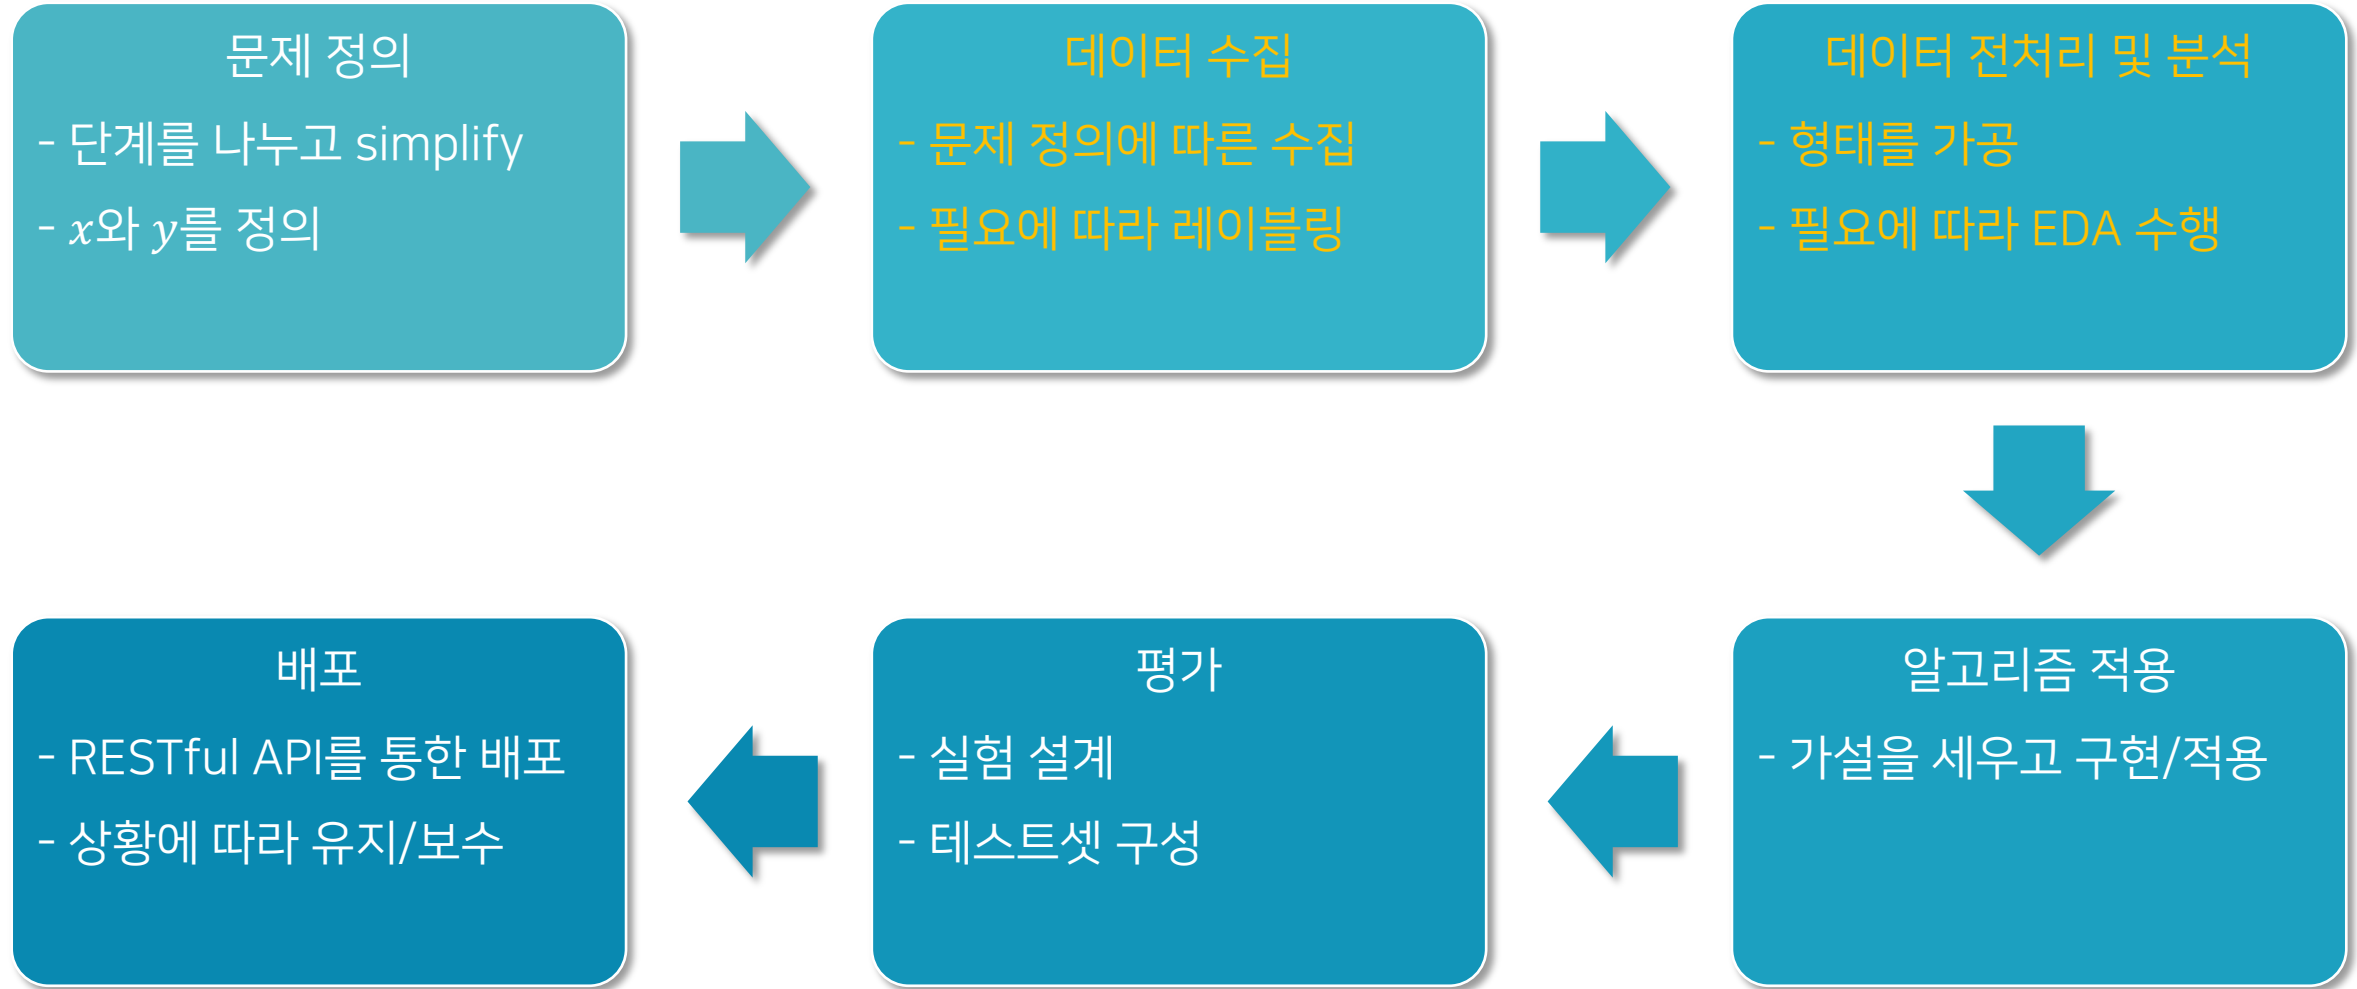 문제 정의
- 단계를 나누고 simplify
- x와 y를 정의
데이터 수집
- 문제 정의에 따른 수집
- 필요에 따라 레이블링
데이터 전처리 및 분석
- 형태를 가공
- 필요에 따라 EDA 수행
알고리즘 적용
- 가설을 세우고 구현/적용
평가
- 실험 설계
- 테스트셋 구성
배포
- RESTful API를 통한 배포
- 상황에 따라 유지/보수